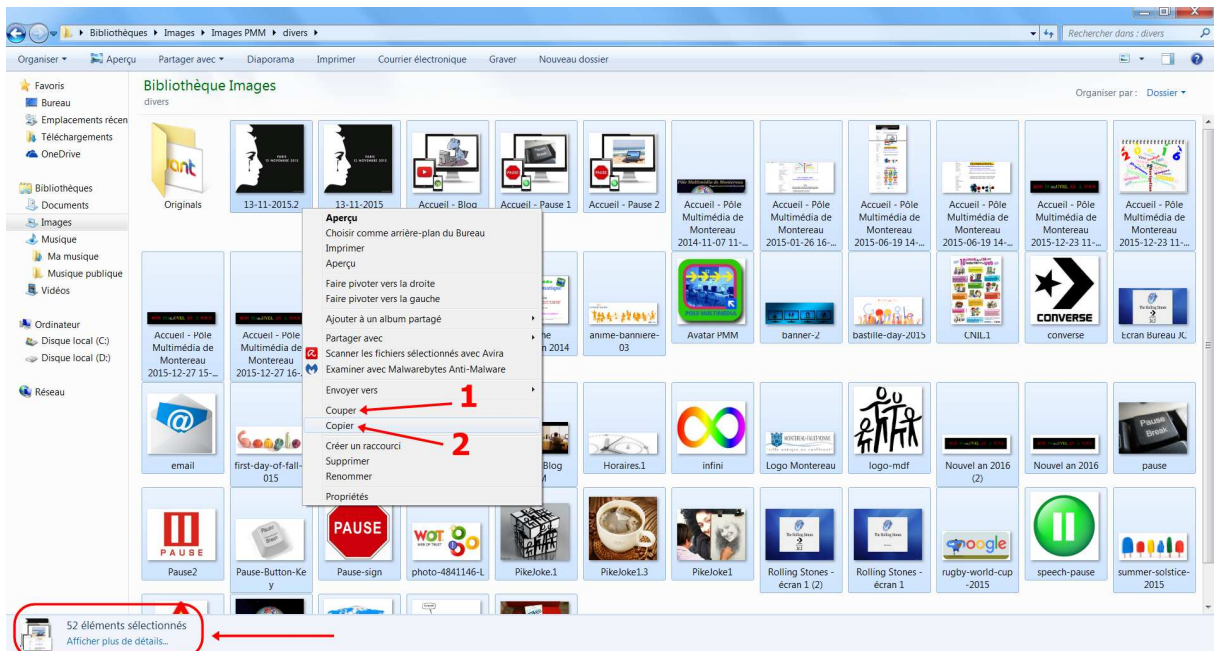 Bibliothèques ▸ Images ▸ Images PMM ▸ divers ▸
Rechercher dans : divers
Organiser
Aperçu
Partager avec
Diaporama
Imprimer
Courrier électronique
Graver
Nouveau dossier
Favoris
Bureau
Emplacements récen
Téléchargements
OneDrive
Bibliothèques
Documents
Images
Musique
Ma musique
Musique publique
Vidéos
Ordinateur
Disque local (C:)
Disque local (D:)
Réseau
Bibliothèque Images
divers
Organiser par :
Dossier
Originals
13-11-2015.2
13-11-2015
Accueil - Blog
Accueil - Pause 1
Accueil - Pause 2
Accueil - Pôle
Multimédia de
Montereau
2014-11-07 11-...
Accueil - Pôle
Multimédia de
Montereau
2015-01-26 16-...
Accueil - Pôle
Multimédia de
Montereau
2015-06-19 14-...
Accueil - Pôle
Multimédia de
Montereau
2015-06-19 14-...
Accueil - Pôle
Multimédia de
Montereau
2015-12-23 11-...
Accueil - Pôle
Multimédia de
Montereau
2015-12-23 11-...
Accueil - Pôle
Multimédia de
Montereau
2015-12-27 15-...
Accueil - Pôle
Multimédia de
Montereau
2015-12-27 16-...
2014
anime-banniere-
03
POLE MULTIMEDIA
Avatar PMM
banner-2
bastille-day-2015
CNIL.1
CONVERSE
converse
Ecran Bureau JC
Aperçu
Choisir comme arrière-plan du Bureau
Imprimer
Aperçu
Faire pivoter vers la droite
Faire pivoter vers la gauche
Ajouter à un album partagé
Partager avec
Scanner les fichiers sélectionnés avec Avira
Examiner avec Malwarebytes Anti-Malware
Envoyer vers
Couper
1
Copier
2
Créer un raccourci
Supprimer
Renommer
Propriétés
email
first-day-of-fall-
015
Blog
Horaires.1
infini
Logo Montereau
logo-mdf
Nouvel an 2016
(2)
Nouvel an 2016
Pause
Break
pause
PAUSE
Pause2
Pause-Button-Ke
y
PAUSE
Pause-sign
WOT
photo-4841146-L
PikeJoke.1
PikeJoke1.3
PikeJoke1
Rolling Stones -
écran 1 (2)
Rolling Stones -
écran 1
rugby-world-cup
-2015
speech-pause
summer-solstice-
2015
52 éléments sélectionnés
Afficher plus de détails...